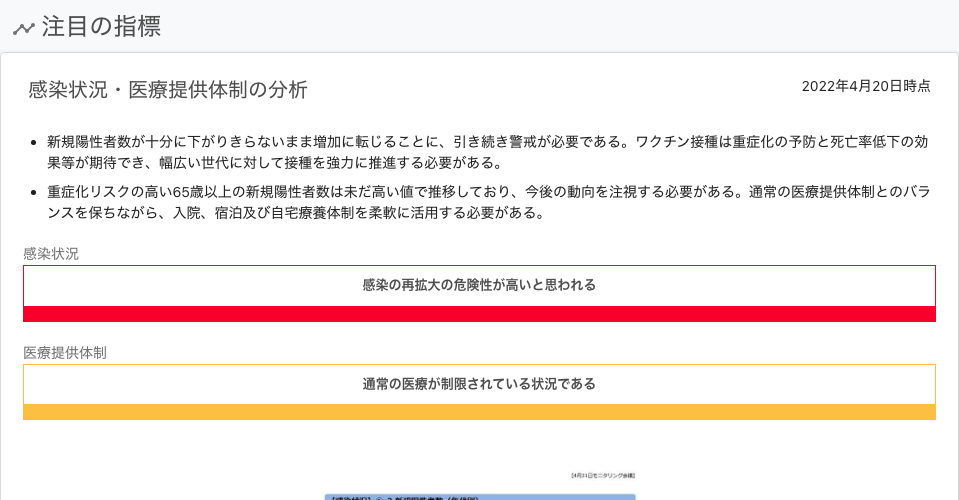 注目の指標
感染状況・医療提供体制の分析
2022年4月20日時点
新規陽性者数が十分に下がりきらないまま増加に転じることに、引き続き警戒が必要である。ワクチン接種は重症化の予防と死亡率低下の効
果等が期待でき、幅広い世代に対して接種を強力に推進する必要がある。
重症化リスクの高い65歳以上の新規陽性者数は未だ高い値で推移しており、今後の動向を注視する必要がある。通常の医療提供体制とのバラ
ンスを保ちながら、入院、宿泊及び自宅療養体制を柔軟に活用する必要がある。
感染状況
感染の再拡大の危険性が高いと思われる
医療提供体制
通常の医療が制限されている状況である
【4月21日モニタリング会議】